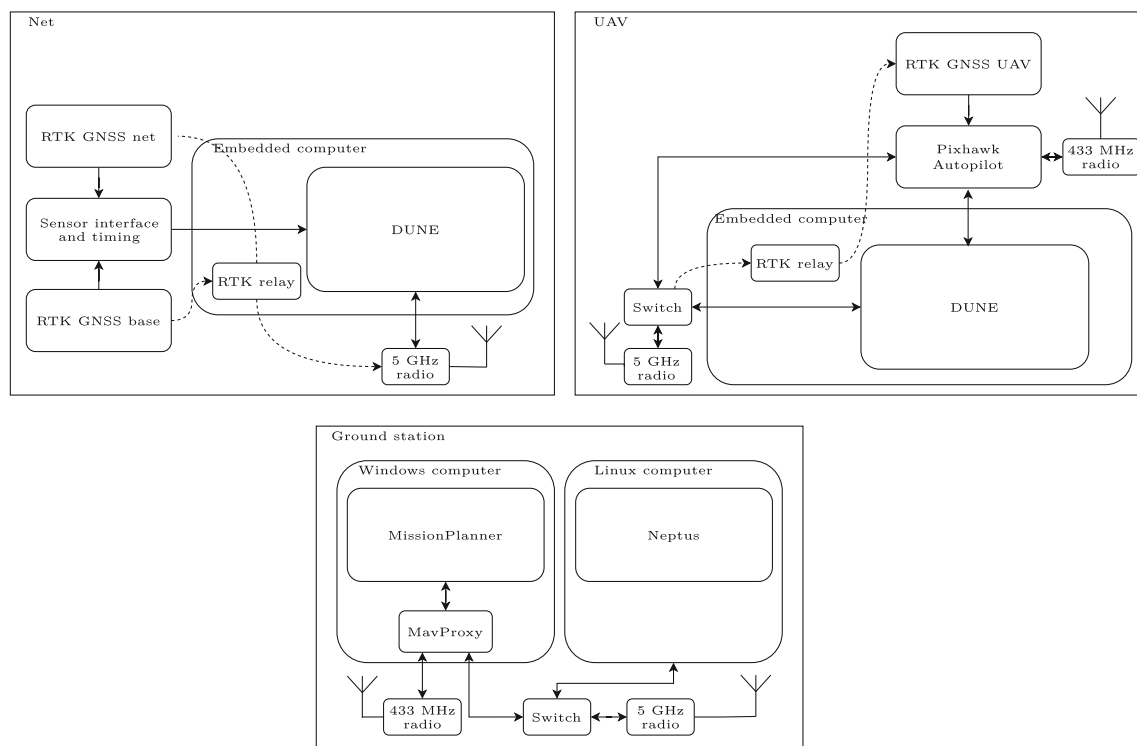 Net
RTK GNSS net
Embedded computer
Sensor interface
and timing
DUNE
RTK relay
RTK GNSS base
5 GHz
radio
UAV
RTK GNSS UAV
Pixhawk
Autopilot
433 MHz
radio
Embedded computer
RTK relay
Switch
DUNE
5 GHz
radio
Ground station
Windows computer
MissionPlanner
MavProxy
433 MHz
radio
Linux computer
Neptus
Switch
5 GHz
radio